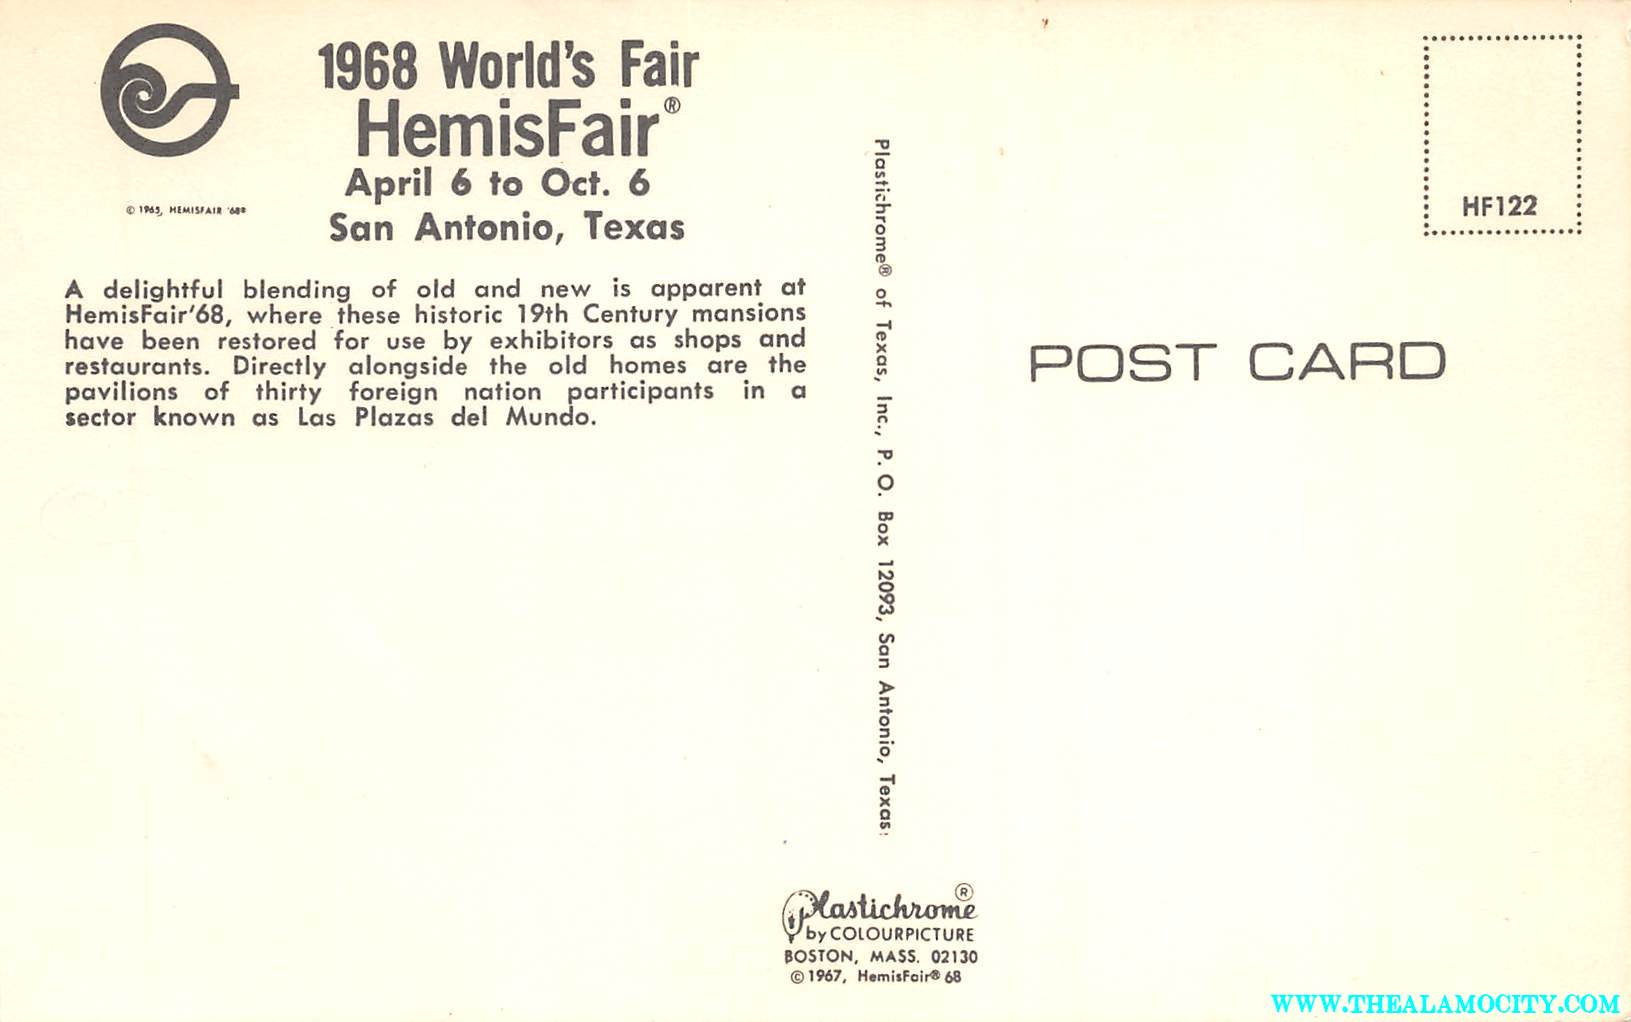 1968 World's Fair
HemisFair®
April 6 to Oct. 6
San Antonio, Texas
© 1965, HEMISFAIR '68®
A delightful blending of old and new is apparent at
HemisFair'68, where these historic 19th Century mansions
have been restored for use by exhibitors as shops and
restaurants. Directly alongside the old homes are the
pavilions of thirty foreign nation participants in a
sector known as Las Plazas del Mundo.
Plastichrome® of Texas, Inc., P. O. Box 12093, San Antonio, Texas
HF122
POST CARD
Plastichrome®
by COLOURPICTURE
BOSTON, MASS. 02130
© 1967, HemisFair® 68
WWW.THEALAMOCITY.COM